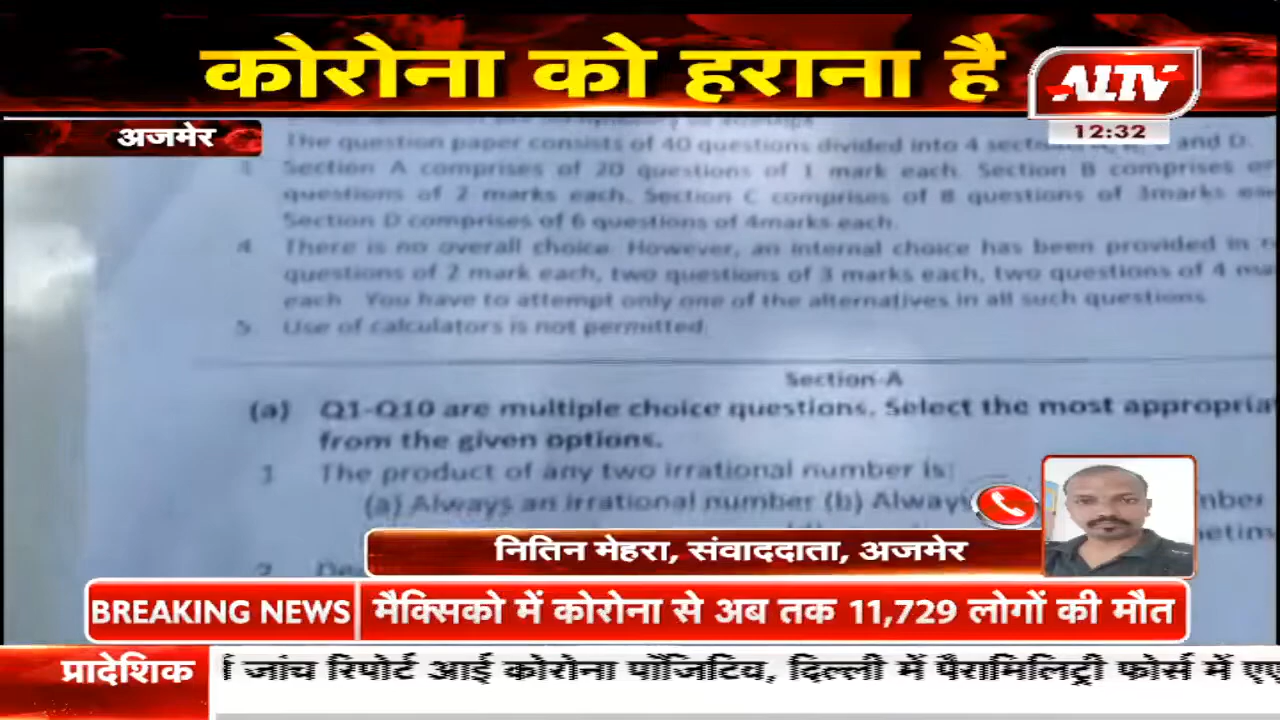 कोरोना को हराना है
ALTV
12:32
अजमेर
The question paper consists of 40 questions divided into 4 and D.
3 Section A comprises of 20 questions of 1 mark each. Section B comprises
questions of 2 marks each. Section C comprises of 8 questions of 3marks
Section D comprises of 6 questions of 4marks each.
4. There is no overall choice. However, an internal choice has been provided in
questions of 2 mark each, two questions of 3 marks each, two questions of 4
each. You have to attempt only one of the alternatives in all such questions.
5. Use of calculators is not permitted.
Section-A
(a) Q1-Q10 are multiple choice questions. Select the most
from the given options.
1 The product of any two irrational number is:
(a) Always an irrational number (b)
2
नितिन मेहरा, संवाददाता, अजमेर
BREAKING NEWS मैक्सिको में कोरोना से अब तक 11,729 लोगों की मौत
प्रादेशिक जांच रिपोर्ट आई कोरोना पॉजिटिव, दिल्ली में पैरामिलिट्री फोर्स में